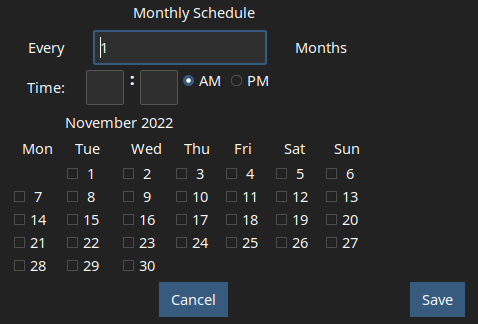 Monthly Schedule
Every 1 Months
Time: : AM PM
November 2022
Mon Tue Wed Thu Fri Sat Sun
1 2 3 4 5 6
7 8 9 10 11 12 13
14 15 16 17 18 19 20
21 22 23 24 25 26 27
28 29 30
Cancel Save